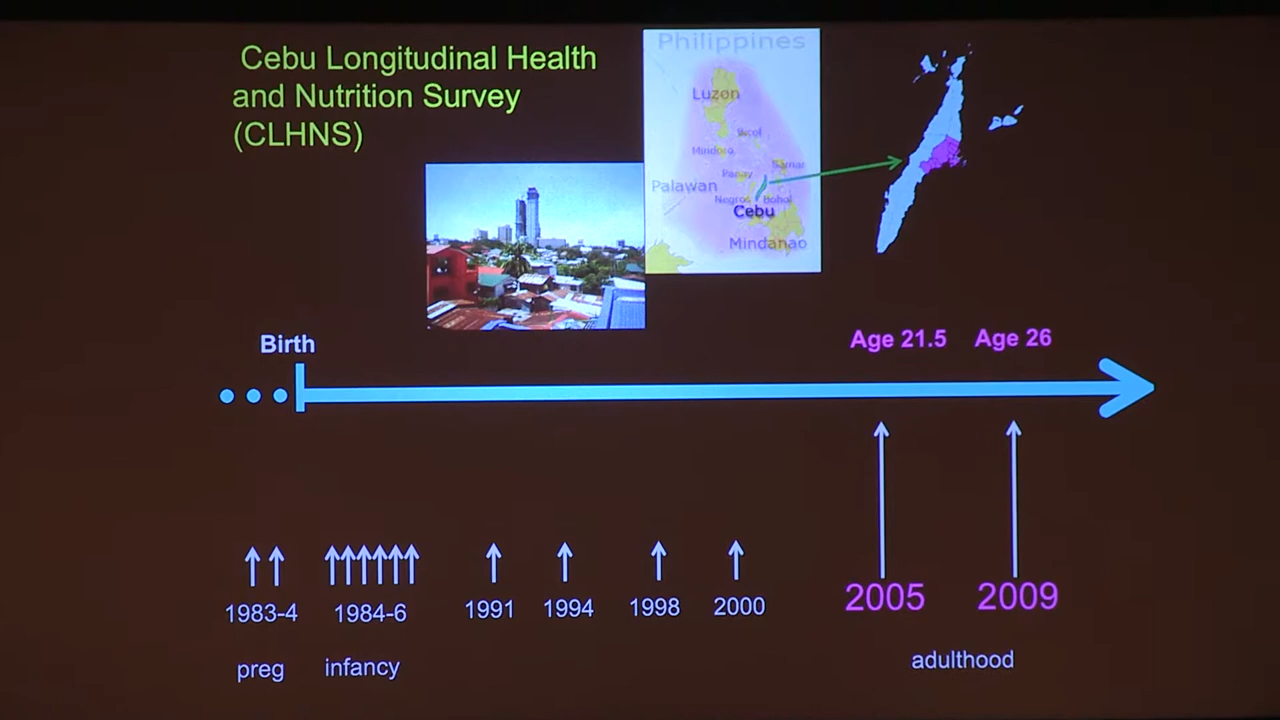 Cebu Longitudinal Health
and Nutrition Survey
(CLHNS)
Philippines
Luzon
Bicol
Mindoro
Samar
Panay
Palawan
Negros
Bohol
Cebu
Mindanao
Birth
Age 21.5
Age 26
1983-4
1984-6
1991
1994
1998
2000
2005
2009
preg
infancy
adulthood